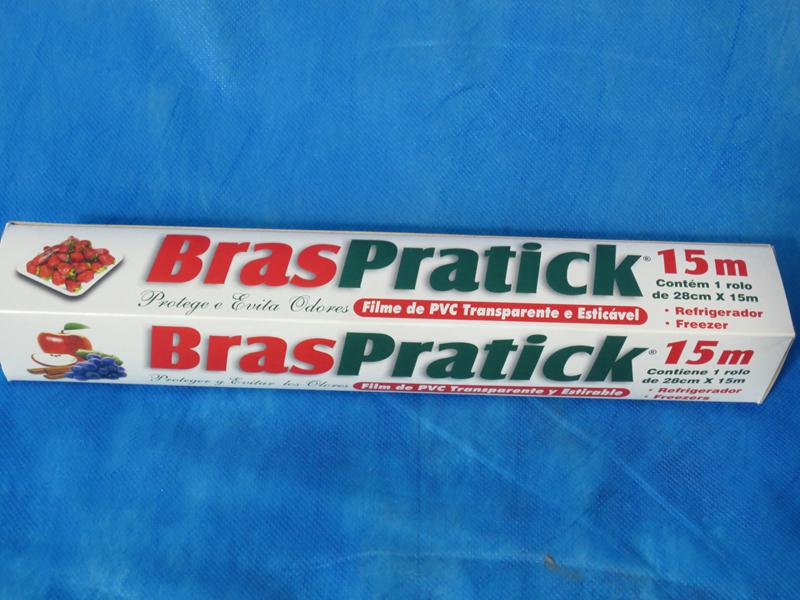 BrasPratick® 15m
Contém 1 rolo
de 28cm X 15m
Protege e Evita Odores Filme de PVC Transparente e Esticável
• Refrigerador
• Freezer
BrasPratick® 15m
Contiene 1 rolo
de 28cm X 15m
Proteger y Evitar los Odores Film de PVC Transparente y Estirable
• Refrigerador
• Freezers